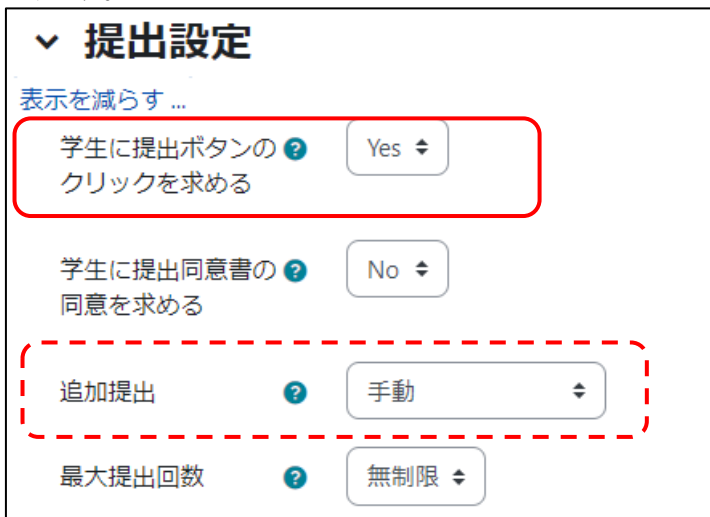 提出設定
表示を減らす ...
学生に提出ボタンの
クリックを求める
Yes
学生に提出同意書の
同意を求める
No
追加提出
手動
最大提出回数
無制限